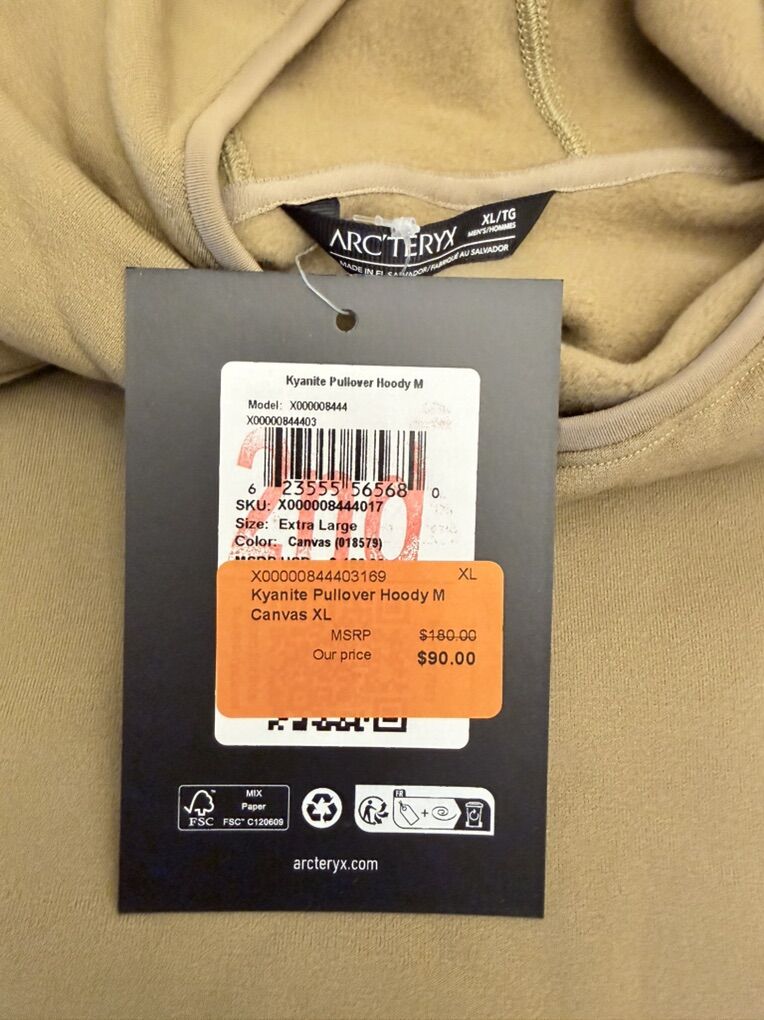 ARC'TERYX
XL/TG
MEN'S/HOMMES
MADE IN EL SALVADOR/FABRIQUÉ AU SALVADOR
Kyanite Pullover Hoody M
Model: X000008444
X00000844403
200
6 23555 56568 0
SKU: X000008444017
Size: Extra Large
Color: Canvas (018579)
X00000844403169 XL
Kyanite Pullover Hoody M
Canvas XL
MSRP $180.00
Our price $90.00
FSC
MIX
Paper
FSC™ C120609
FR
+
arcteryx.com